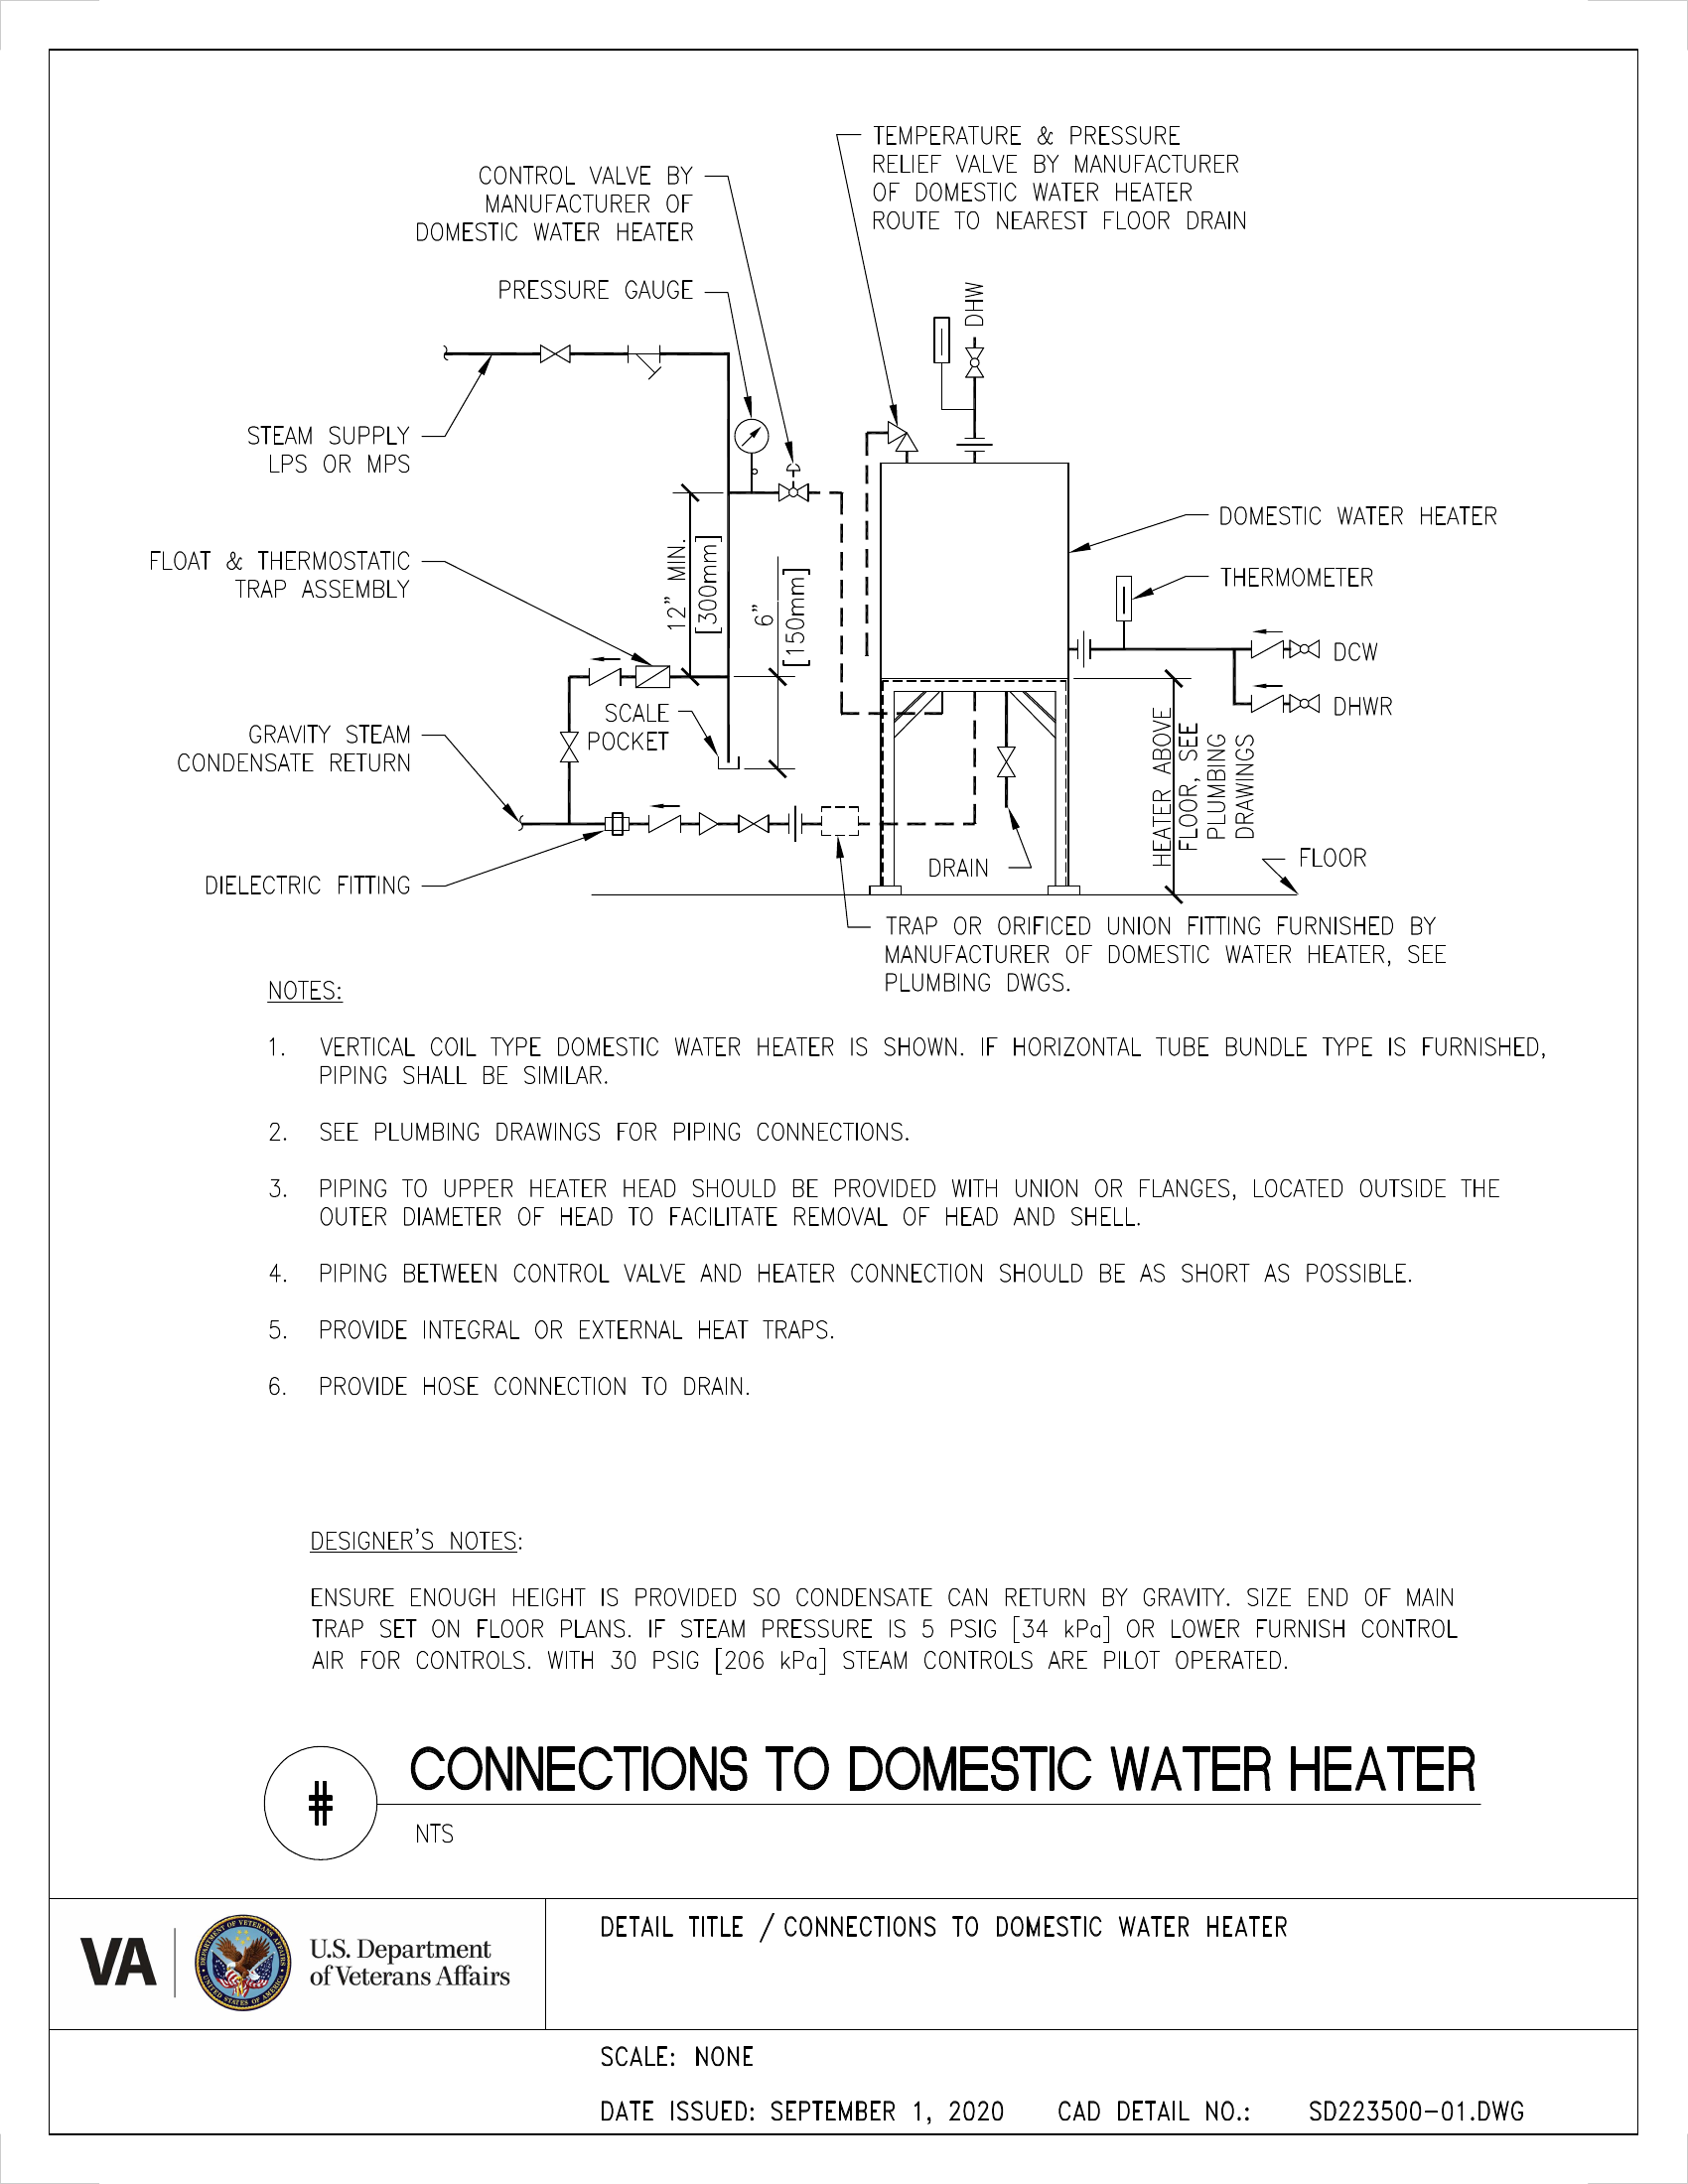 TEMPERATURE & PRESSURE
RELIEF VALVE BY MANUFACTURER
OF DOMESTIC WATER HEATER
ROUTE TO NEAREST FLOOR DRAIN
CONTROL VALVE BY
MANUFACTURER OF
DOMESTIC WATER HEATER
PRESSURE GAUGE
DHW
STEAM SUPPLY
LPS OR MPS
DOMESTIC WATER HEATER
FLOAT & THERMOSTATIC
TRAP ASSEMBLY
12" MIN.
[300mm]
6"
[150mm]
THERMOMETER
DCW
DHWR
SCALE
POCKET
GRAVITY STEAM
CONDENSATE RETURN
HEATER ABOVE
FLOOR, SEE
PLUMBING
DRAWINGS
DRAIN
FLOOR
DIELECTRIC FITTING
TRAP OR ORIFICED UNION FITTING FURNISHED BY
MANUFACTURER OF DOMESTIC WATER HEATER, SEE
PLUMBING DWGS.
NOTES:
1. VERTICAL COIL TYPE DOMESTIC WATER HEATER IS SHOWN. IF HORIZONTAL TUBE BUNDLE TYPE IS FURNISHED,
PIPING SHALL BE SIMILAR.
2. SEE PLUMBING DRAWINGS FOR PIPING CONNECTIONS.
3. PIPING TO UPPER HEATER HEAD SHOULD BE PROVIDED WITH UNION OR FLANGES, LOCATED OUTSIDE THE
OUTER DIAMETER OF HEAD TO FACILITATE REMOVAL OF HEAD AND SHELL.
4. PIPING BETWEEN CONTROL VALVE AND HEATER CONNECTION SHOULD BE AS SHORT AS POSSIBLE.
5. PROVIDE INTEGRAL OR EXTERNAL HEAT TRAPS.
6. PROVIDE HOSE CONNECTION TO DRAIN.
DESIGNER'S NOTES:
ENSURE ENOUGH HEIGHT IS PROVIDED SO CONDENSATE CAN RETURN BY GRAVITY. SIZE END OF MAIN
TRAP SET ON FLOOR PLANS. IF STEAM PRESSURE IS 5 PSIG [34 kPa] OR LOWER FURNISH CONTROL
AIR FOR CONTROLS. WITH 30 PSIG [206 kPa] STEAM CONTROLS ARE PILOT OPERATED.
# CONNECTIONS TO DOMESTIC WATER HEATER
NTS
VA
DEPARTMENT OF VETERANS AFFAIRS
UNITED STATES OF AMERICA
U.S. Department
of Veterans Affairs
DETAIL TITLE / CONNECTIONS TO DOMESTIC WATER HEATER
SCALE: NONE
DATE ISSUED: SEPTEMBER 1, 2020 CAD DETAIL NO.: SD223500-01.DWG